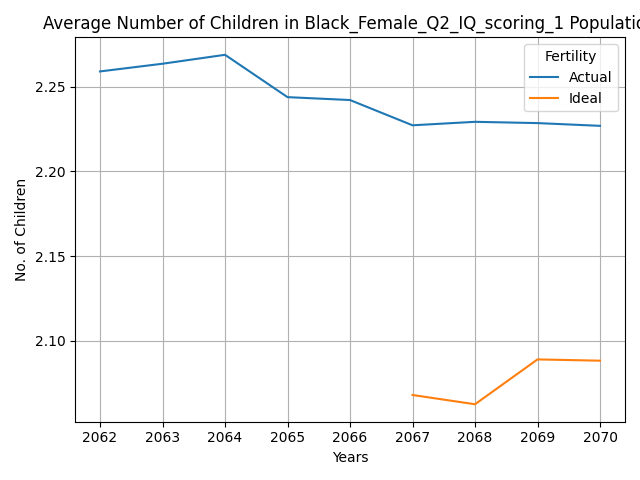 Average Number of Children in Black_Female_Q2_IQ_scoring_1 Populatio
Fertility
Actual
Ideal
2.25
2.20
2.15
2.10
No. of Children
2062 2063 2064 2065 2066 2067 2068 2069 2070
Years